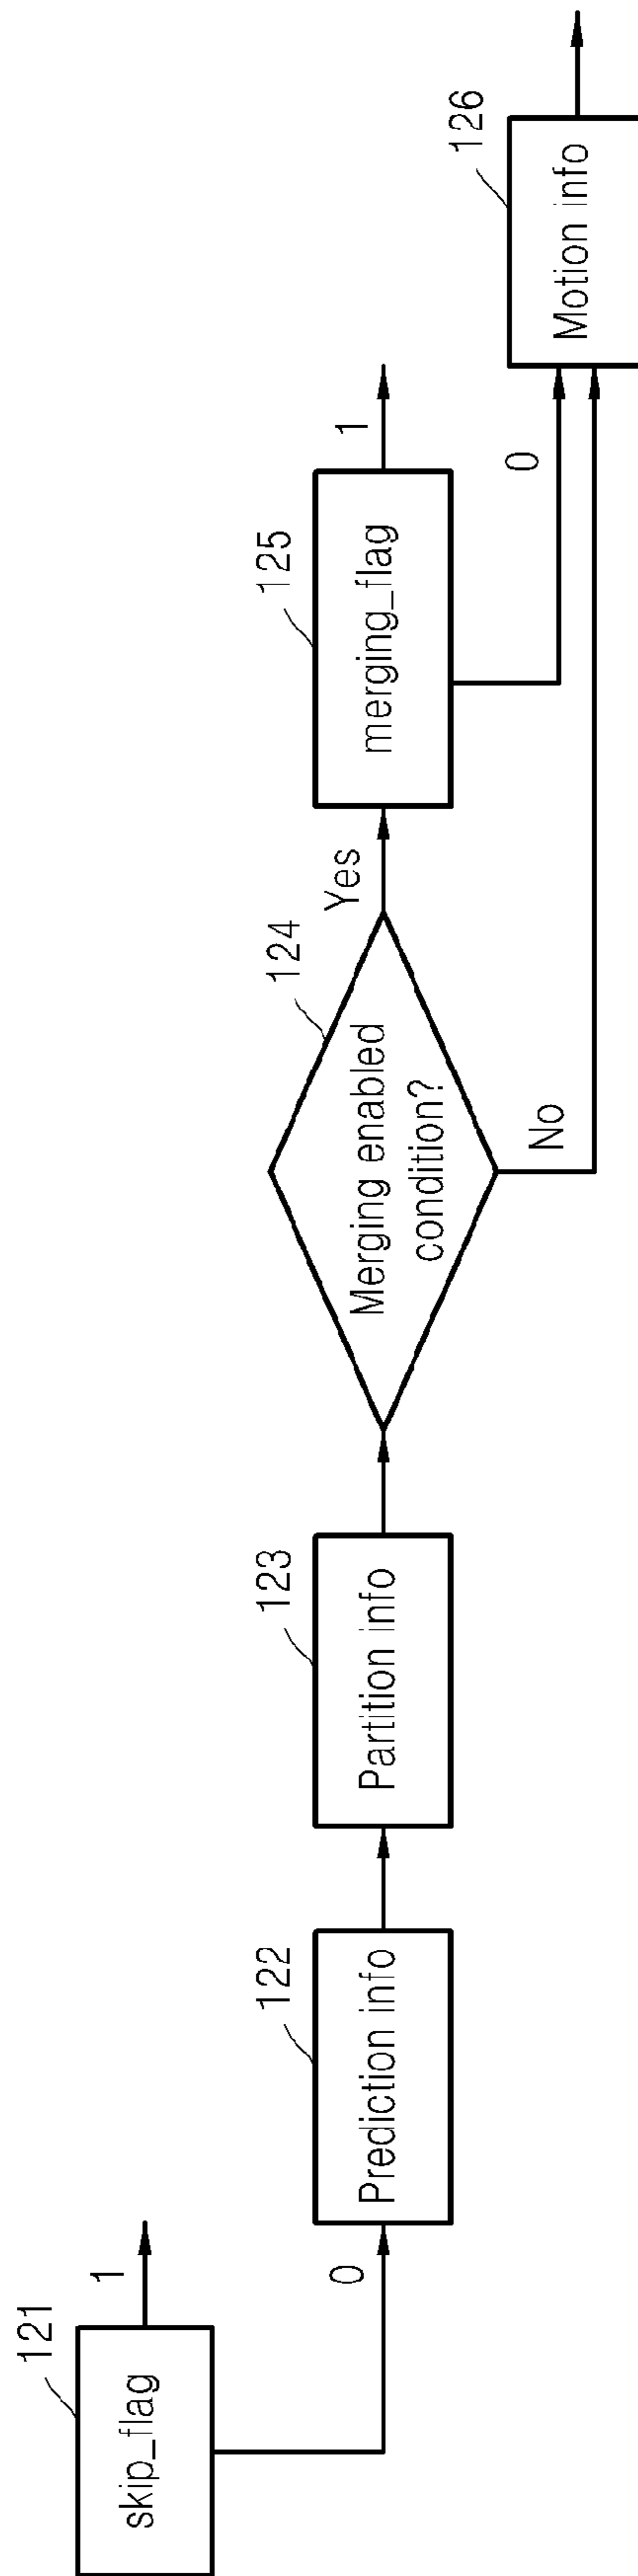 121
skip_flag
1
0
122
Prediction info
123
Partition info
124
Merging enabled
condition?
Yes
No
125
merging_flag
1
0
126
Motion info